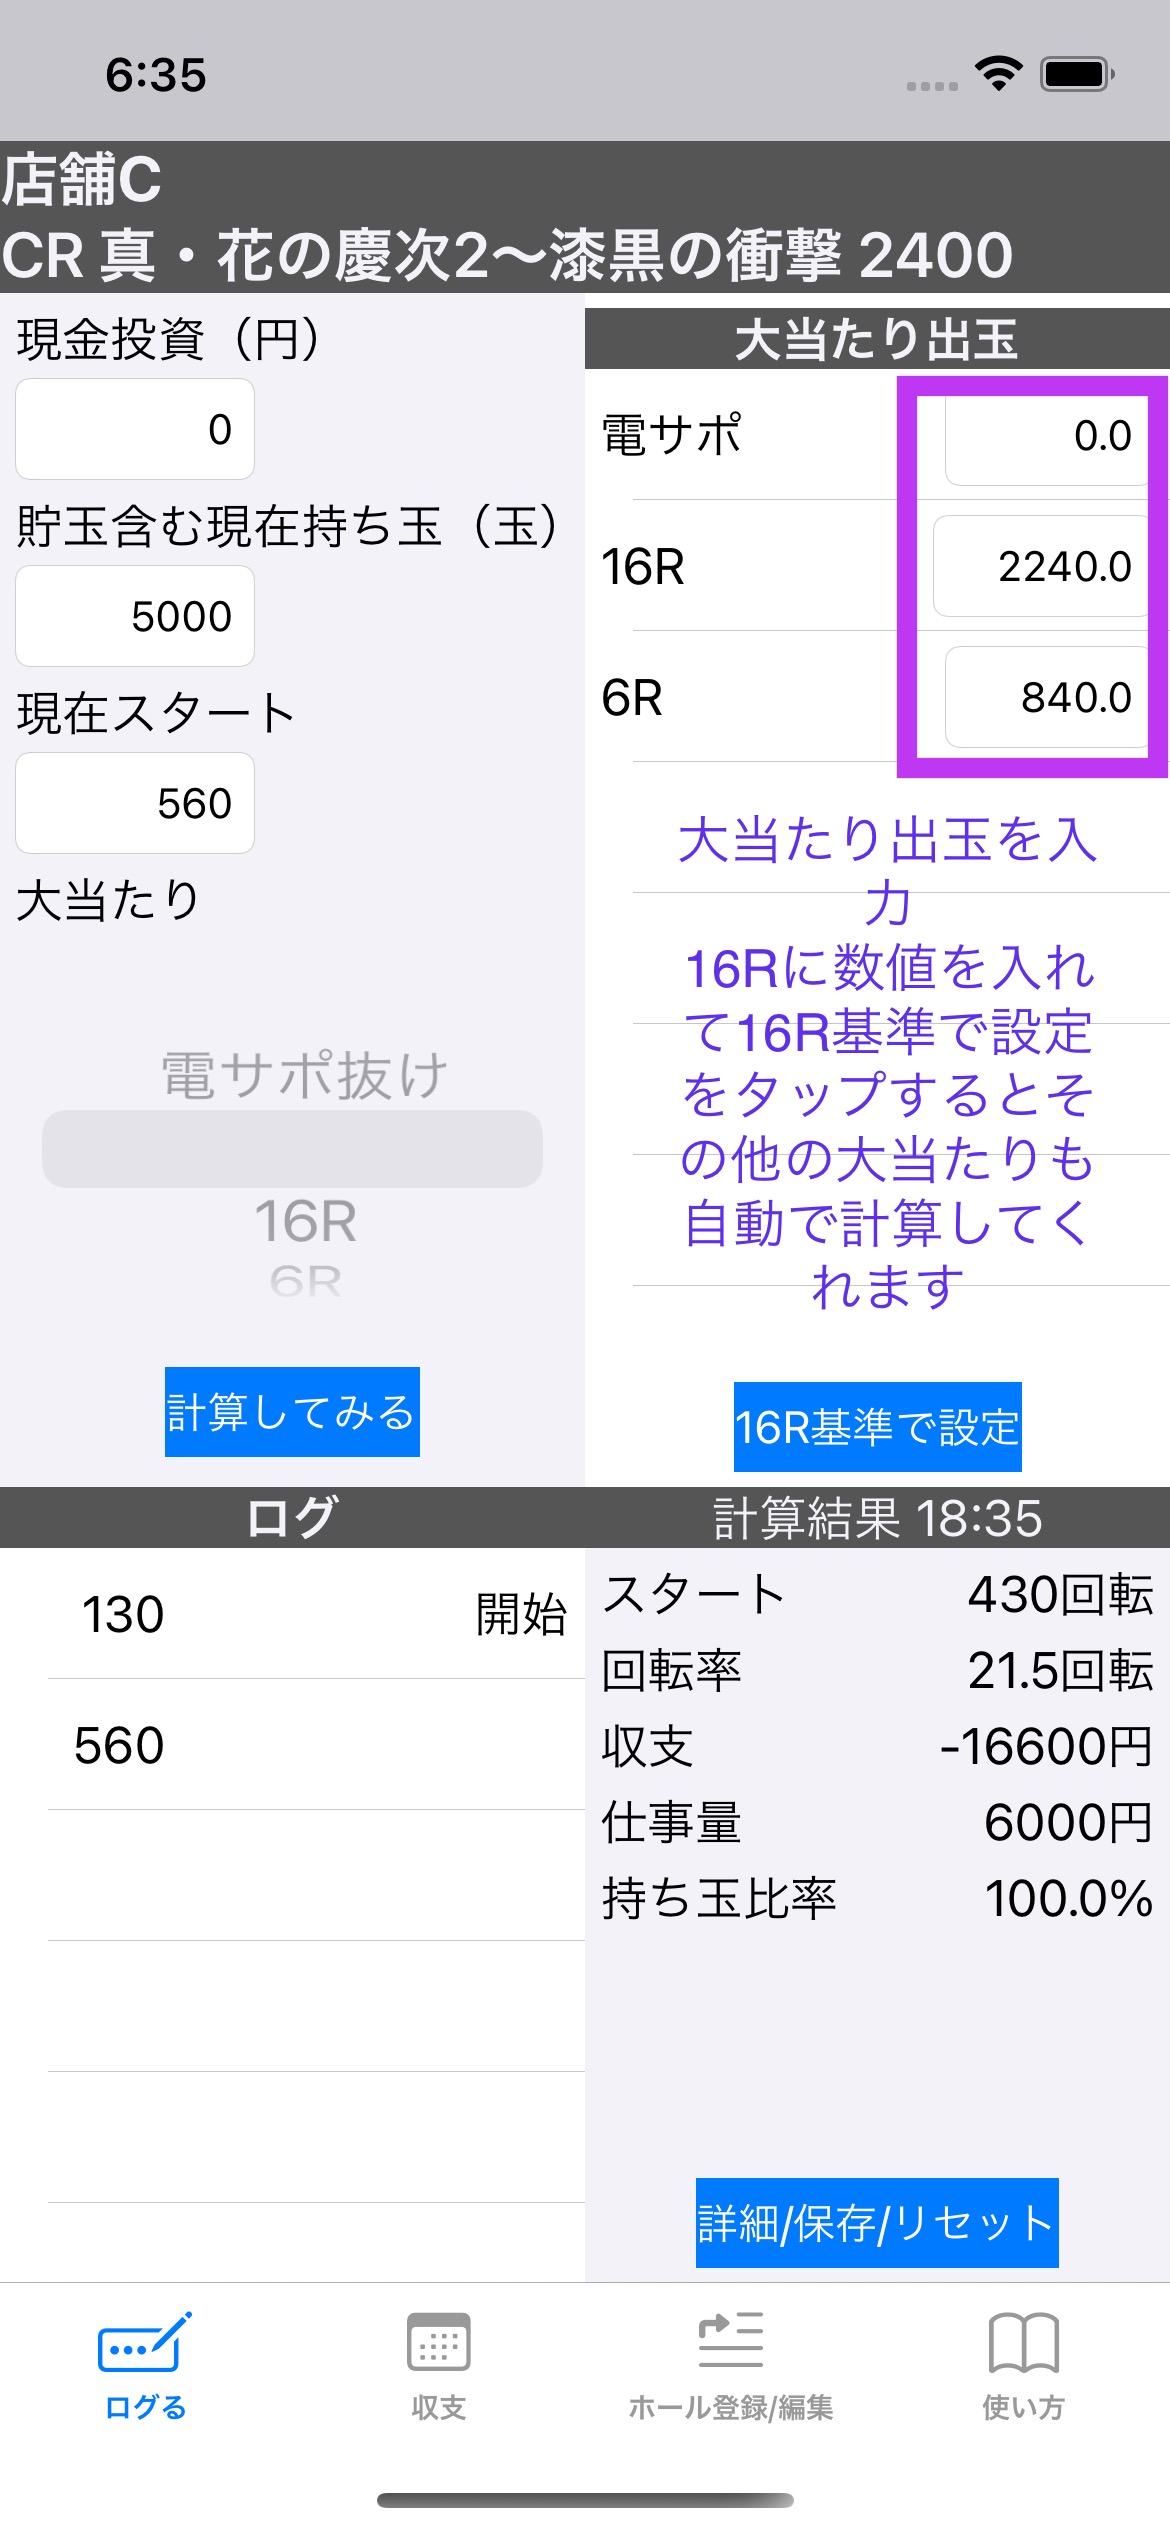 6:35
店舗C
CR 真・花の慶次2～漆黒の衝撃 2400
現金投資（円）
0
貯玉含む現在持ち玉（玉）
5000
現在スタート
560
大当たり
電サポ抜け
16R
6R
計算してみる
大当たり出玉
電サポ 0.0
16R 2240.0
6R 840.0
大当たり出玉を入
力
16Rに数値を入れ
て16R基準で設定
をタップするとそ
の他の大当たりも
自動で計算してく
れます
16R基準で設定
ログ
130 開始
560
計算結果 18:35
スタート 430回転
回転率 21.5回転
収支 -16600円
仕事量 6000円
持ち玉比率 100.0%
詳細/保存/リセット
ログる 収支 ホール登録/編集 使い方